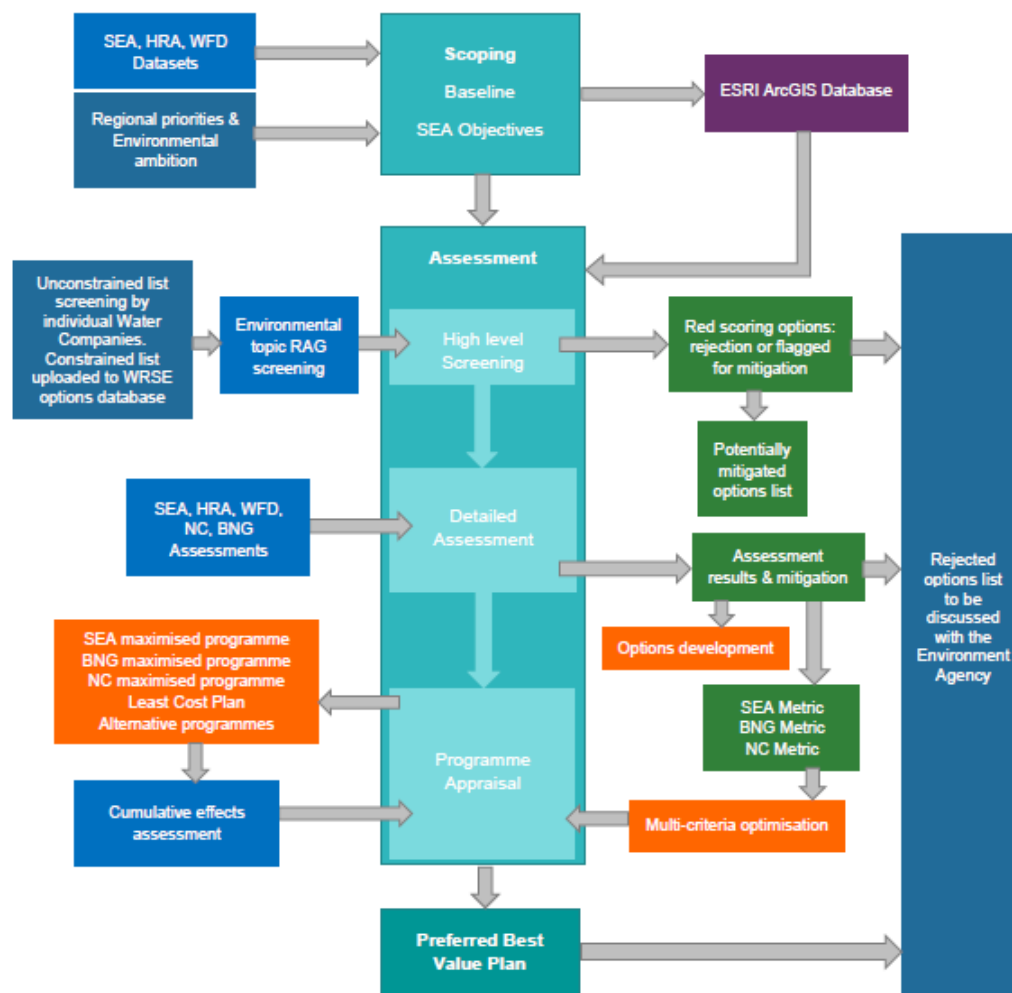 SEA, HRA, WFD
Datasets
Regional priorities &
Environmental
ambition
Scoping
Baseline
SEA Objectives
ESRI ArcGIS Database
Assessment
Unconstrained list
screening by
individual Water
Companies.
Constrained list
uploaded to WRSE
options database
Environmental
topic RAG
screening
High level
Screening
Red scoring options:
rejection or flagged
for mitigation
Potentially
mitigated
options list
SEA, HRA, WFD,
NC, BNG
Assessments
Detailed
Assessment
Assessment
results & mitigation
Rejected
options list
to be
discussed
with the
Environment
Agency
Options development
SEA maximised programme
BNG maximised programme
NC maximised programme
Least Cost Plan
Alternative programmes
SEA Metric
BNG Metric
NC Metric
Programme
Appraisal
Cumulative effects
assessment
Multi-criteria optimisation
Preferred Best
Value Plan